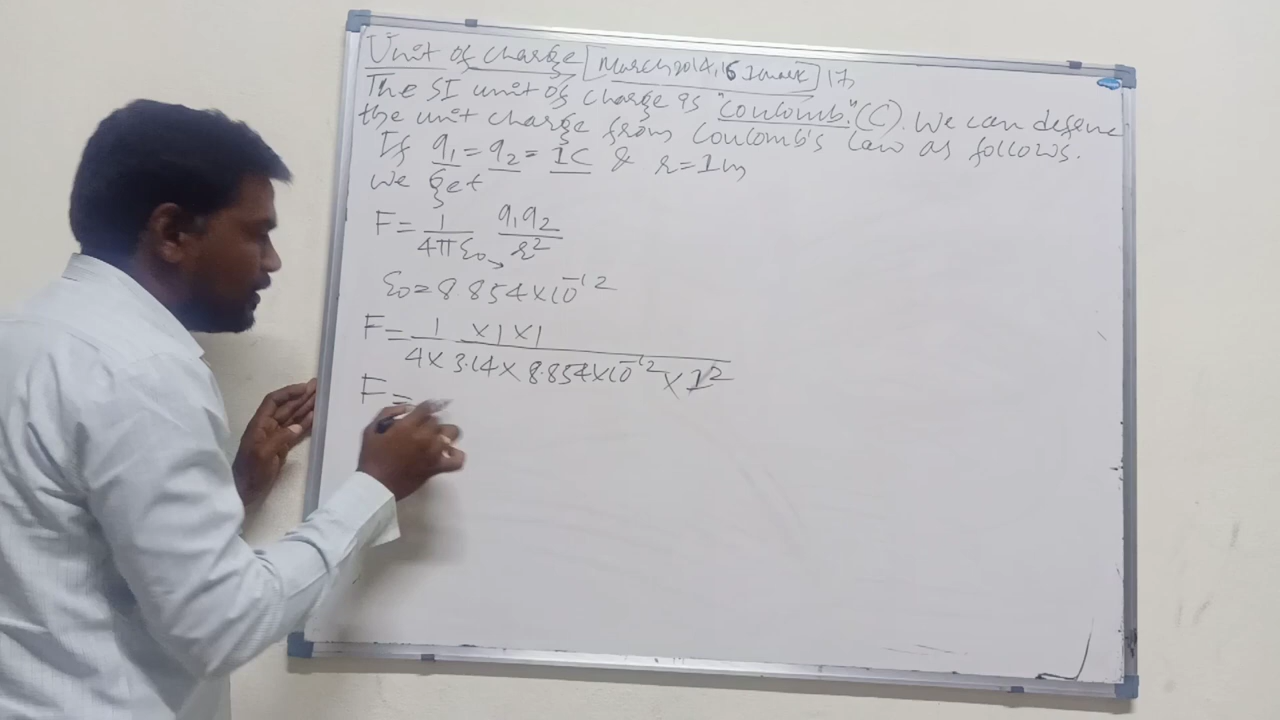 Unit of charge [March 2014, 16 1 mark] 17
The SI unit of charge is "coulomb." (C). We can define
the unit charge from Coulomb's law as follows.
If q₁ = q₂ = 1C & r = 1m
we get
F = 1/4πε₀ q₁q₂/r²
ε₀ = 8.854×10⁻¹²
F = 1 × 1 × 1 / 4 × 3.14 × 8.854×10⁻¹² × 1²
F =